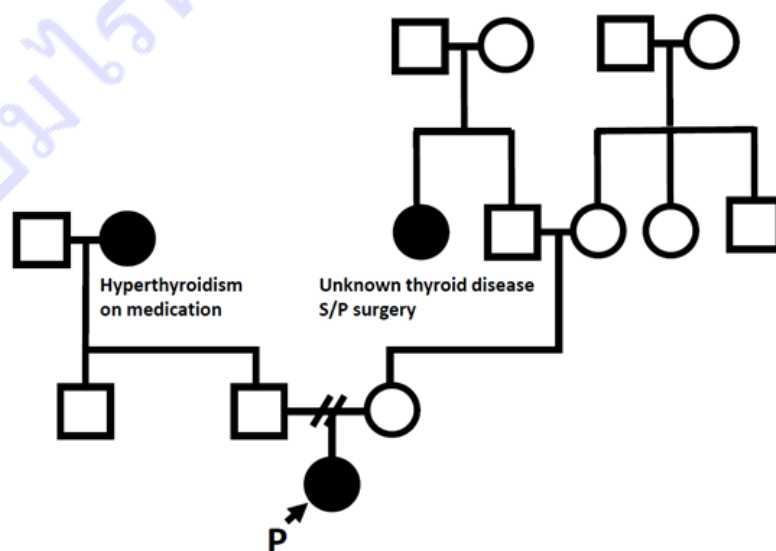 Hyperthyroidism
on medication
Unknown thyroid disease
S/P surgery
P